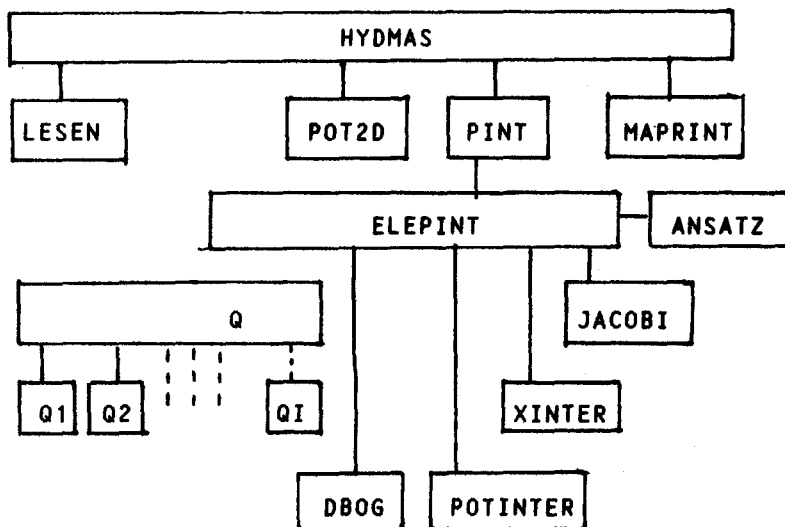 HYDMAS
LESEN POT2D PINT MAPRINT
ELEPINT ANSATZ
Q JACOBI
Q1 Q2 QI XINTER
DBOG POTINTER